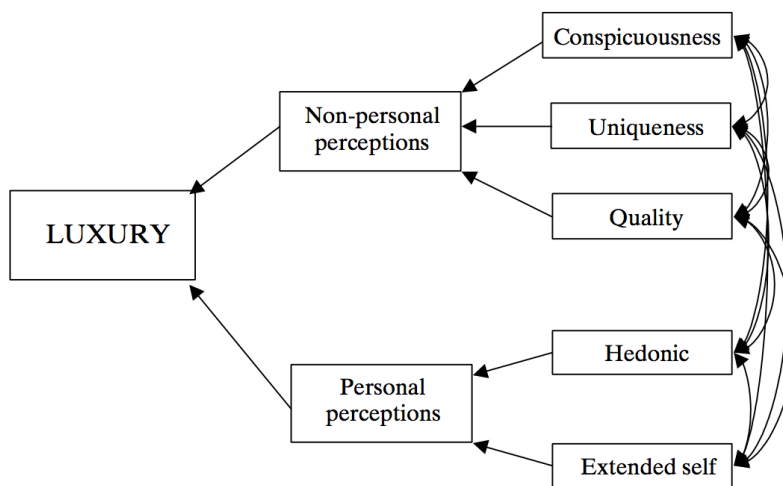 Conspicuousness
Non-personal
perceptions
Uniqueness
Quality
LUXURY
Personal
perceptions
Hedonic
Extended self